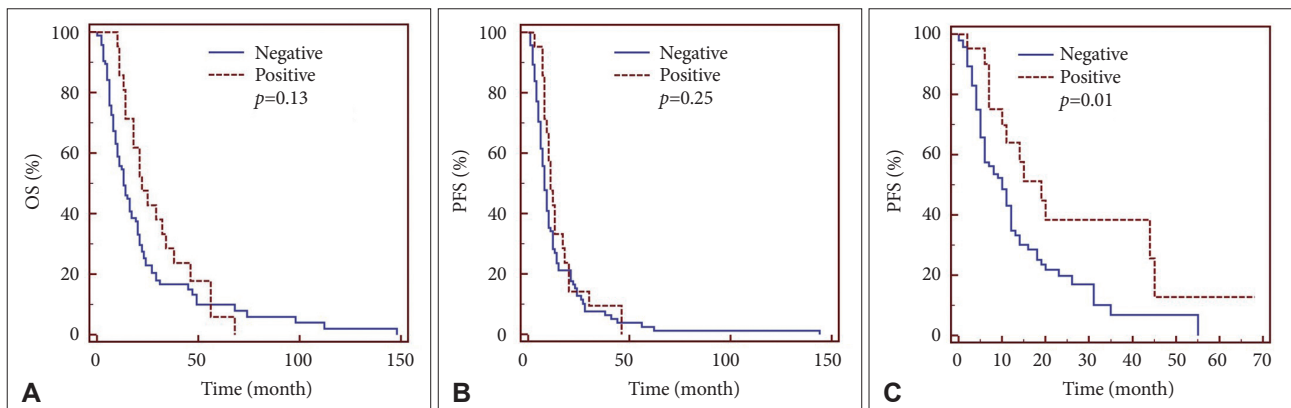 100
80
60
40
20
0
OS (%)
Negative
Positive
p=0.13
0 50 100 150
Time (month)
A
100
80
60
40
20
0
PFS (%)
Negative
Positive
p=0.25
0 50 100 150
Time (month)
B
100
80
60
40
20
0
PFS (%)
Negative
Positive
p=0.01
0 10 20 30 40 50 60 70
Time (month)
C